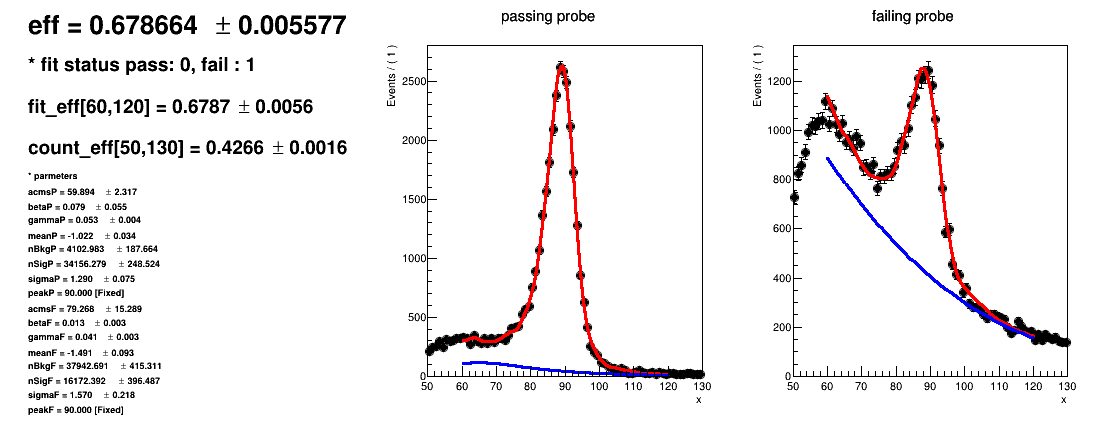 eff = 0.678664 ± 0.005577
* fit status pass: 0, fail : 1
fit_eff[60,120] = 0.6787 ± 0.0056
count_eff[50,130] = 0.4266 ± 0.0016
* parmeters
acmsP = 59.894 ± 2.317
betaP = 0.079 ± 0.055
gammaP = 0.053 ± 0.004
meanP = -1.022 ± 0.034
nBkgP = 4102.983 ± 187.664
nSigP = 34156.279 ± 248.524
sigmaP = 1.290 ± 0.075
peakP = 90.000 [Fixed]
acmsF = 79.268 ± 15.289
betaF = 0.013 ± 0.003
gammaF = 0.041 ± 0.003
meanF = -1.491 ± 0.093
nBkgF = 37942.691 ± 415.311
nSigF = 16172.392 ± 396.487
sigmaF = 1.570 ± 0.218
peakF = 90.000 [Fixed]
passing probe
Events / ( 1 )
2500
2000
1500
1000
500
0
50 60 70 80 90 100 110 120 130
x
failing probe
Events / ( 1 )
1200
1000
800
600
400
200
0
50 60 70 80 90 100 110 120 130
x